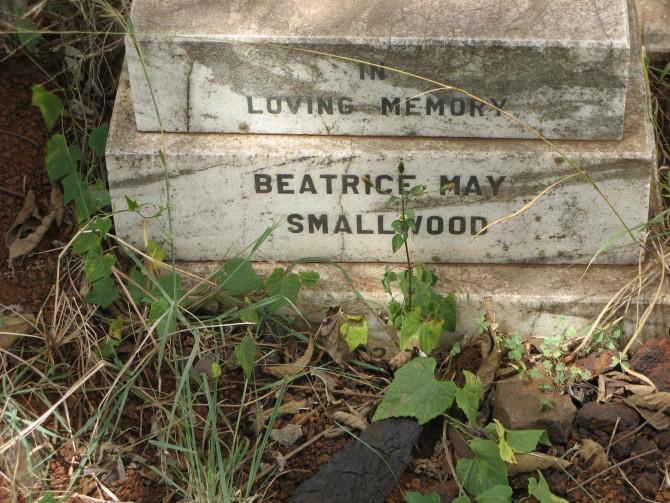 IN
LOVING MEMORY
BEATRICE MAY
SMALLWOOD